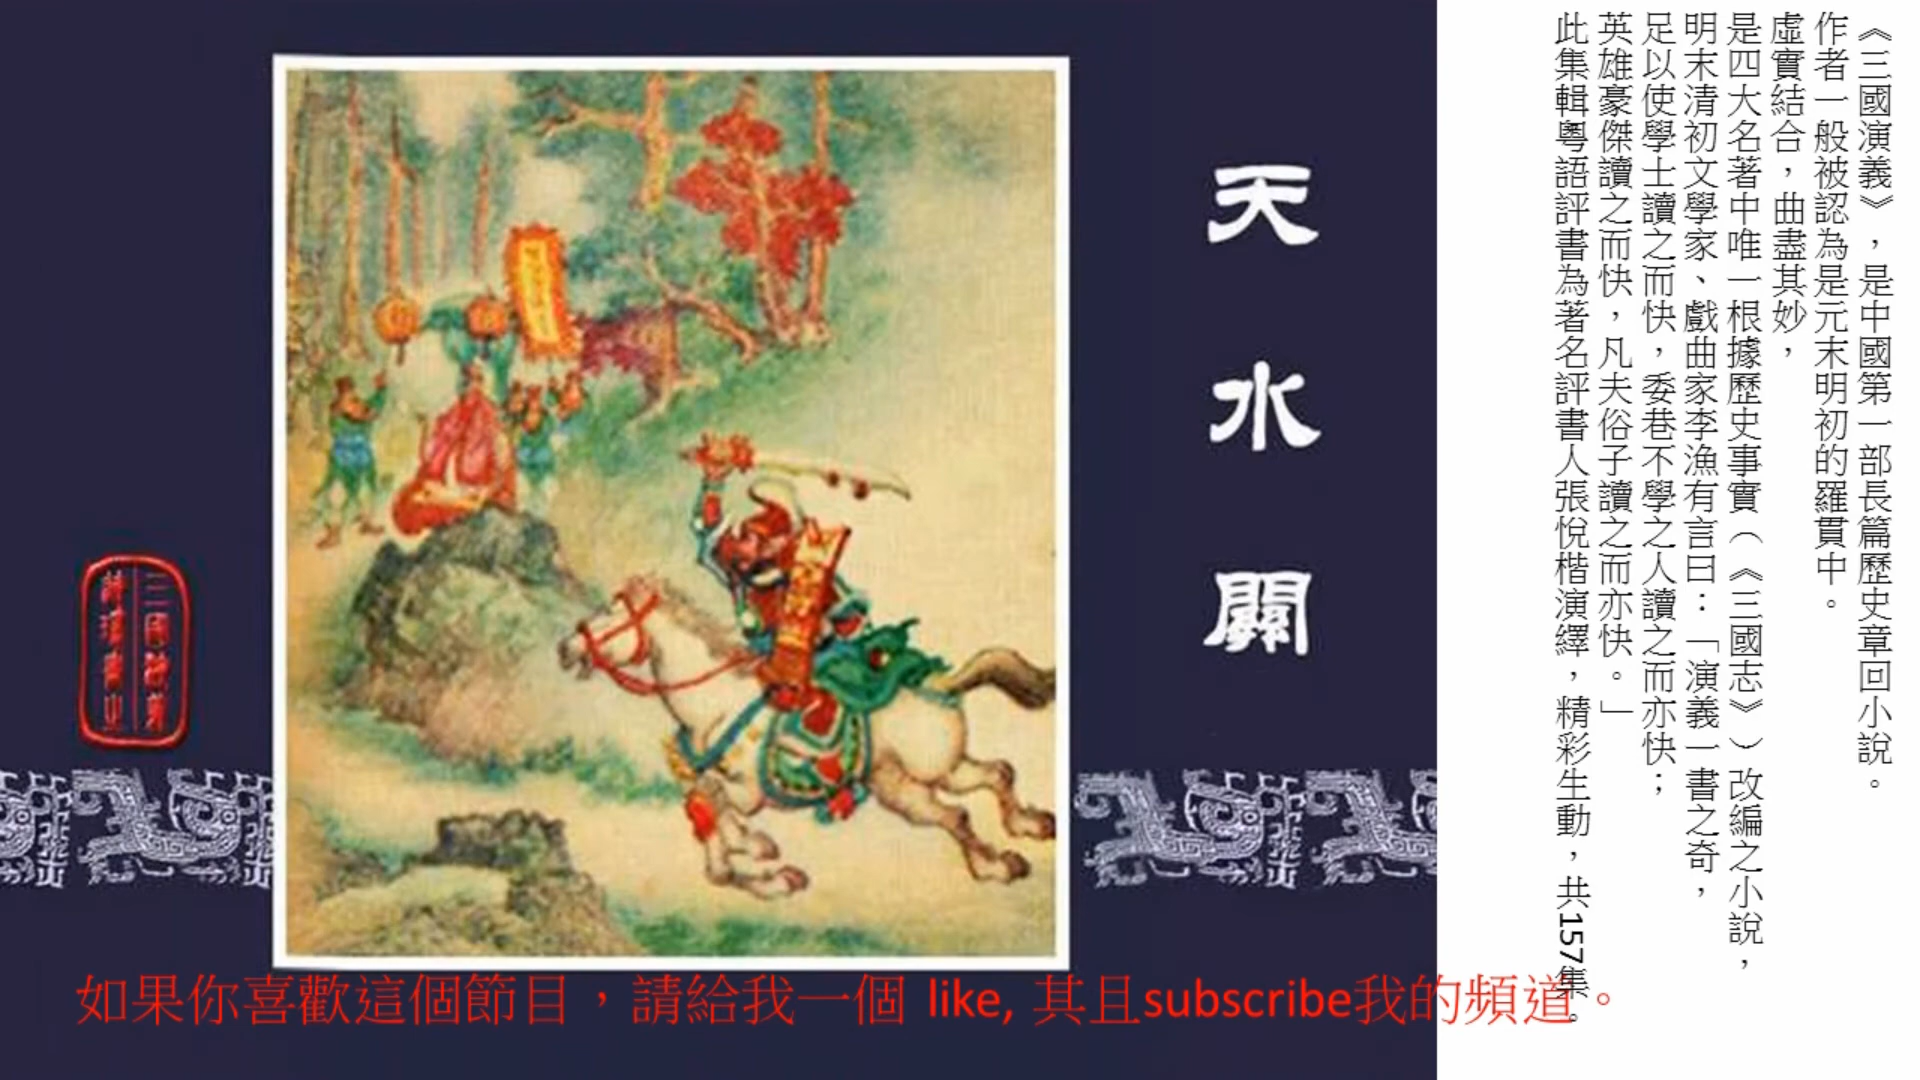 《三國演義》，是中國第一部長篇歷史章回小說。
作者一般被認為是元末明初的羅貫中。
虛實結合，曲盡其妙，
是四大名著中唯一根據歷史事實（《三國志》）改編之小說，
明末清初文學家、戲曲家李漁有言曰：「演義一書之奇，
足以使學士讀之而快，委巷不學之人讀之而亦快；
英雄豪傑讀之而快，凡夫俗子讀之而亦快。」
此集輯粵語評書為著名評書人張悅楷演繹，精彩生動，共157集。
天水關
三國
如果你喜歡這個節目，請給我一個 like, 其且subscribe我的頻道。